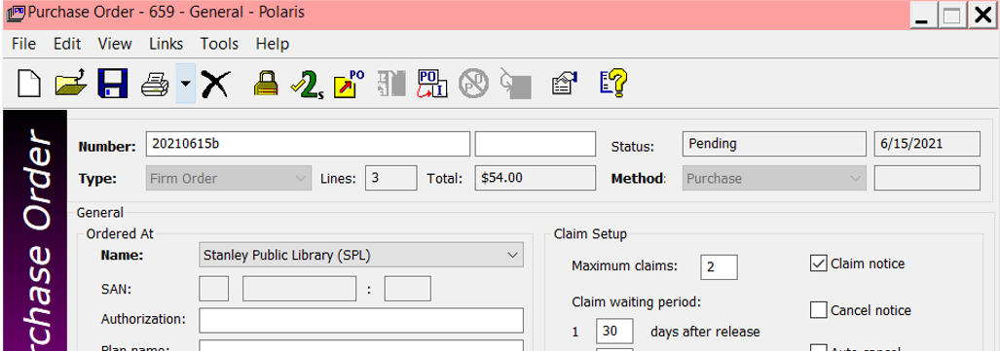 Purchase Order - 659 - General - Polaris
File Edit View Links Tools Help
Number: 20210615b Status: Pending 6/15/2021
Type: Firm Order Lines: 3 Total: $54.00 Method: Purchase
General
Ordered At Claim Setup
Name: Stanley Public Library (SPL)
Maximum claims: 2 Claim notice
SAN: :
Claim waiting period:
Authorization: Cancel notice
1 30 days after release
Plan name: Auto cancel
rchase Order